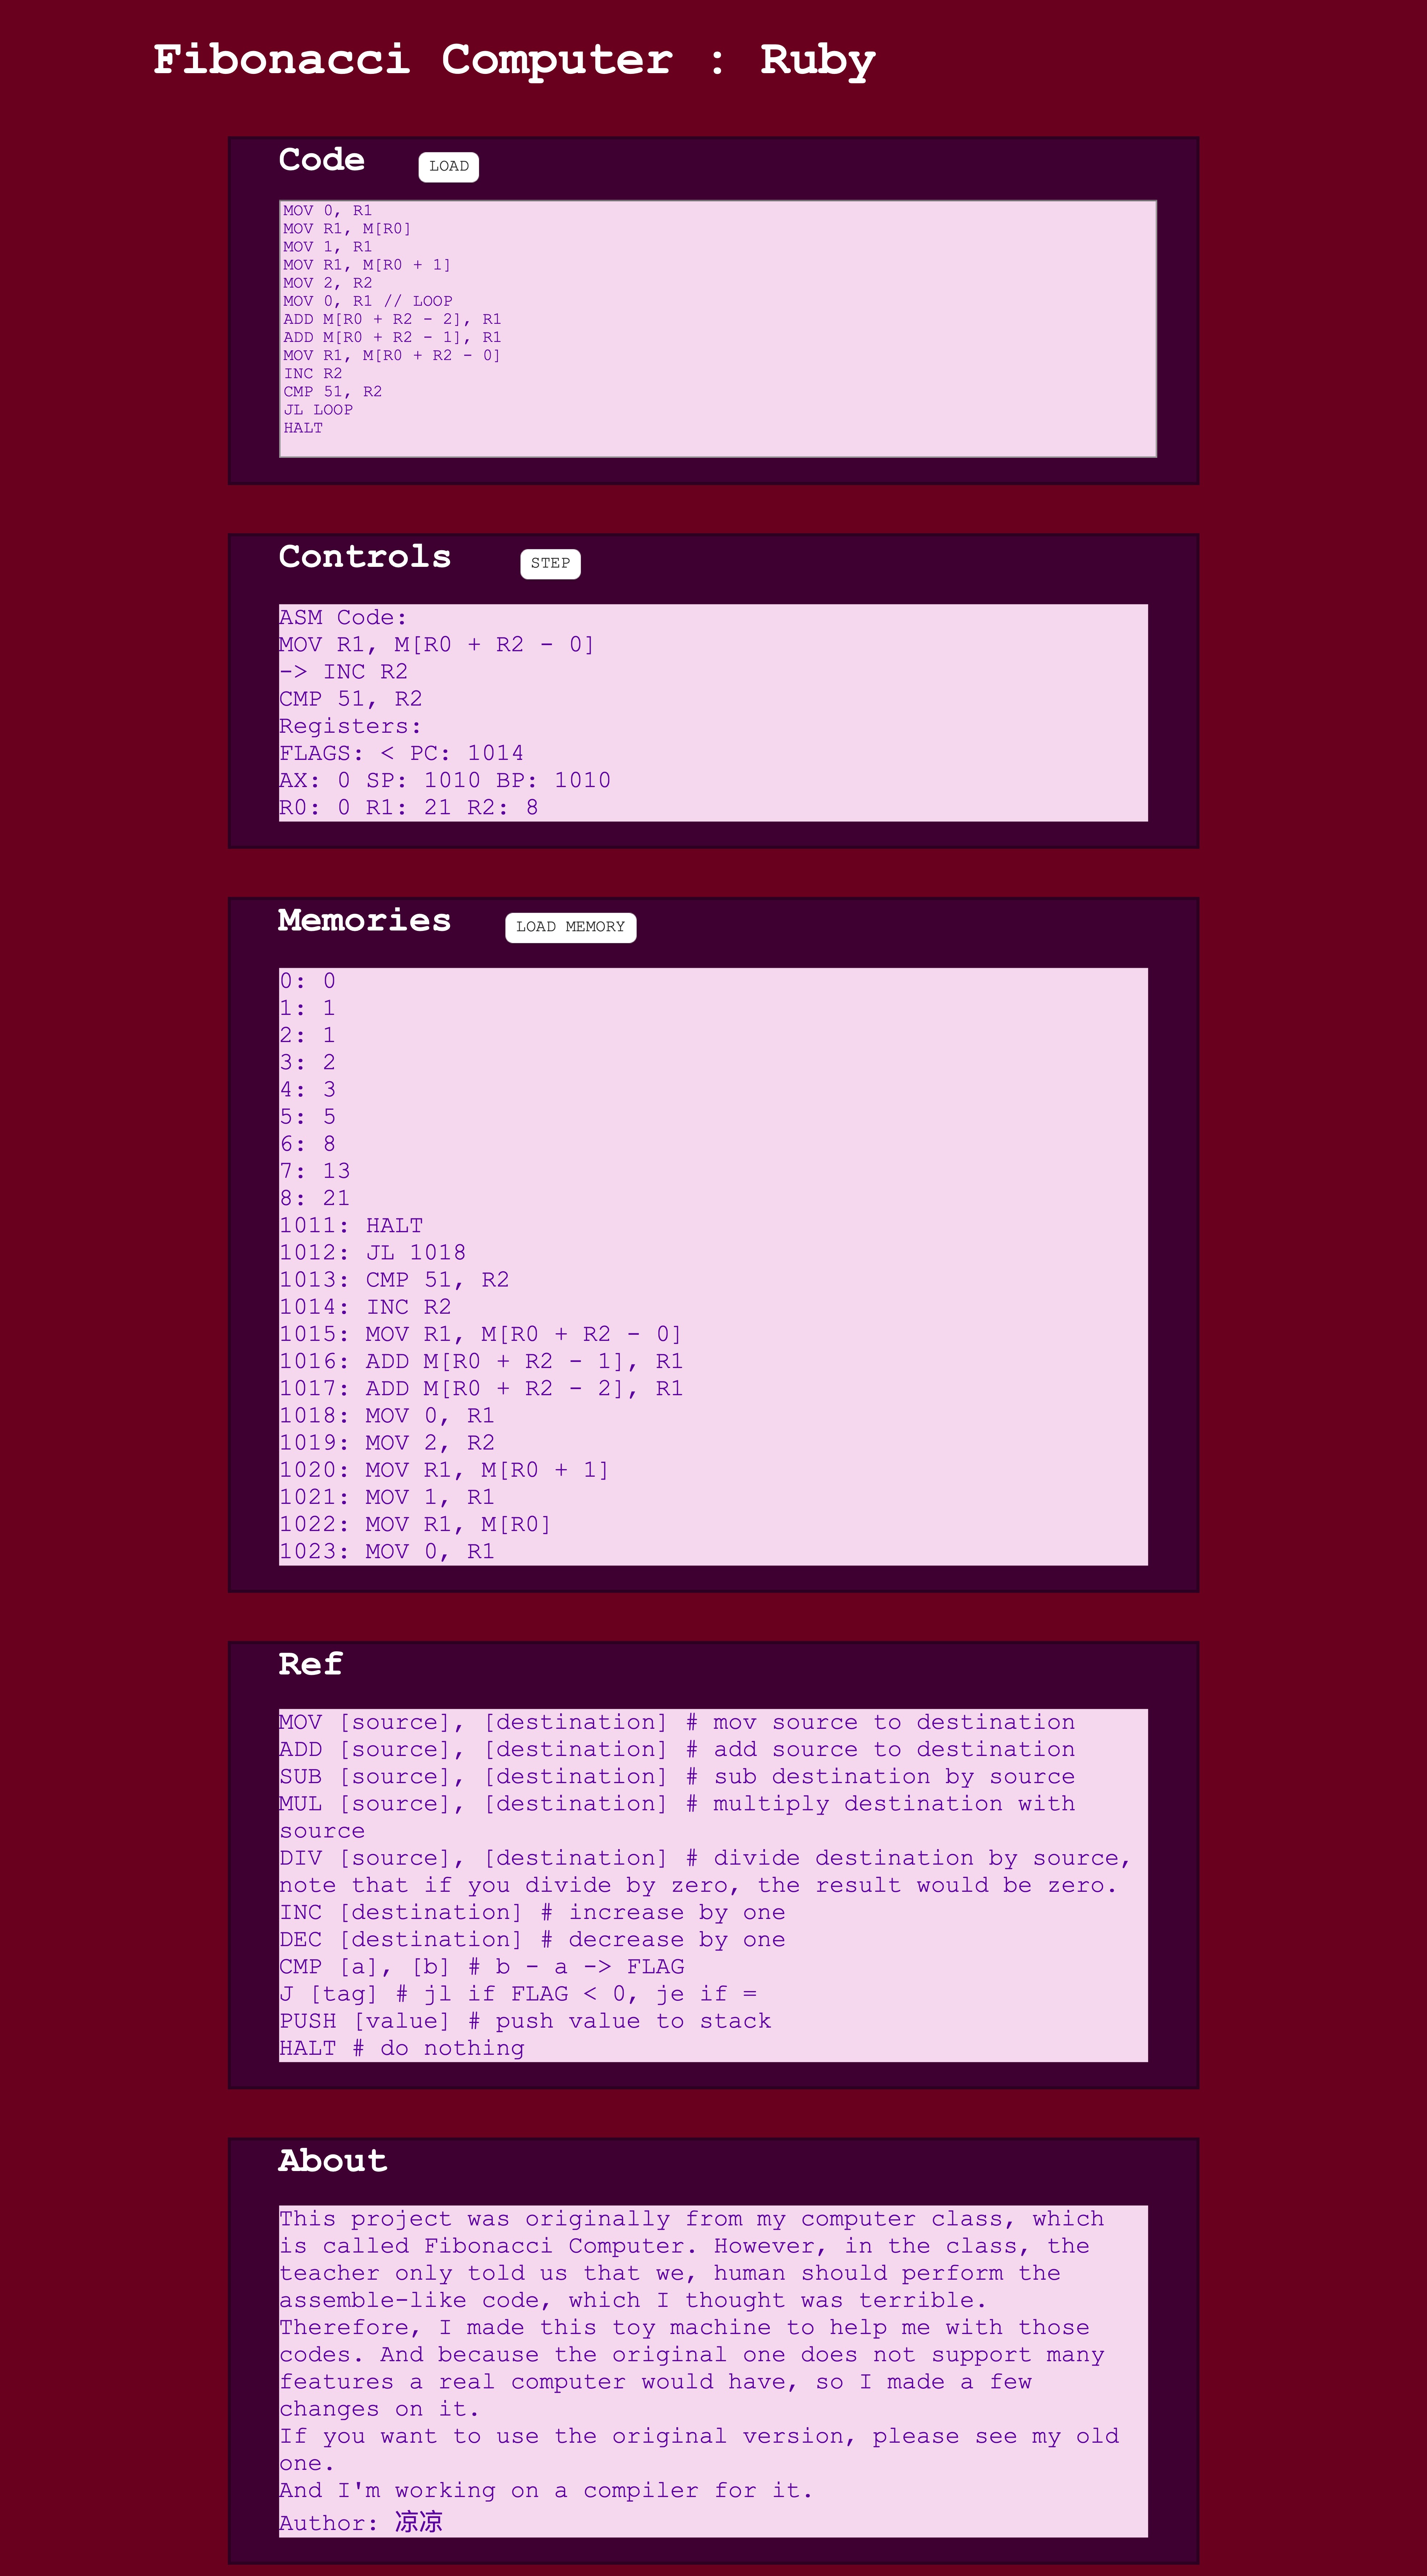 Fibonacci Computer : Ruby
Code
LOAD
MOV 0, R1
MOV R1, M[R0]
MOV 1, R1
MOV R1, M[R0 + 1]
MOV 2, R2
MOV 0, R1 // LOOP
ADD M[R0 + R2 - 2], R1
ADD M[R0 + R2 - 1], R1
MOV R1, M[R0 + R2 - 0]
INC R2
CMP 51, R2
JL LOOP
HALT
Controls
STEP
ASM Code:
MOV R1, M[R0 + R2 - 0]
-> INC R2
CMP 51, R2
Registers:
FLAGS: < PC: 1014
AX: 0 SP: 1010 BP: 1010
R0: 0 R1: 21 R2: 8
Memories
LOAD MEMORY
0: 0
1: 1
2: 1
3: 2
4: 3
5: 5
6: 8
7: 13
8: 21
1011: HALT
1012: JL 1018
1013: CMP 51, R2
1014: INC R2
1015: MOV R1, M[R0 + R2 - 0]
1016: ADD M[R0 + R2 - 1], R1
1017: ADD M[R0 + R2 - 2], R1
1018: MOV 0, R1
1019: MOV 2, R2
1020: MOV R1, M[R0 + 1]
1021: MOV 1, R1
1022: MOV R1, M[R0]
1023: MOV 0, R1
Ref
MOV [source], [destination] # mov source to destination
ADD [source], [destination] # add source to destination
SUB [source], [destination] # sub destination by source
MUL [source], [destination] # multiply destination with
source
DIV [source], [destination] # divide destination by source,
note that if you divide by zero, the result would be zero.
INC [destination] # increase by one
DEC [destination] # decrease by one
CMP [a], [b] # b - a -> FLAG
J [tag] # jl if FLAG < 0, je if =
PUSH [value] # push value to stack
HALT # do nothing
About
This project was originally from my computer class, which
is called Fibonacci Computer. However, in the class, the
teacher only told us that we, human should perform the
assemble-like code, which I thought was terrible.
Therefore, I made this toy machine to help me with those
codes. And because the original one does not support many
features a real computer would have, so I made a few
changes on it.
If you want to use the original version, please see my old
one.
And I'm working on a compiler for it.
Author: 凉凉